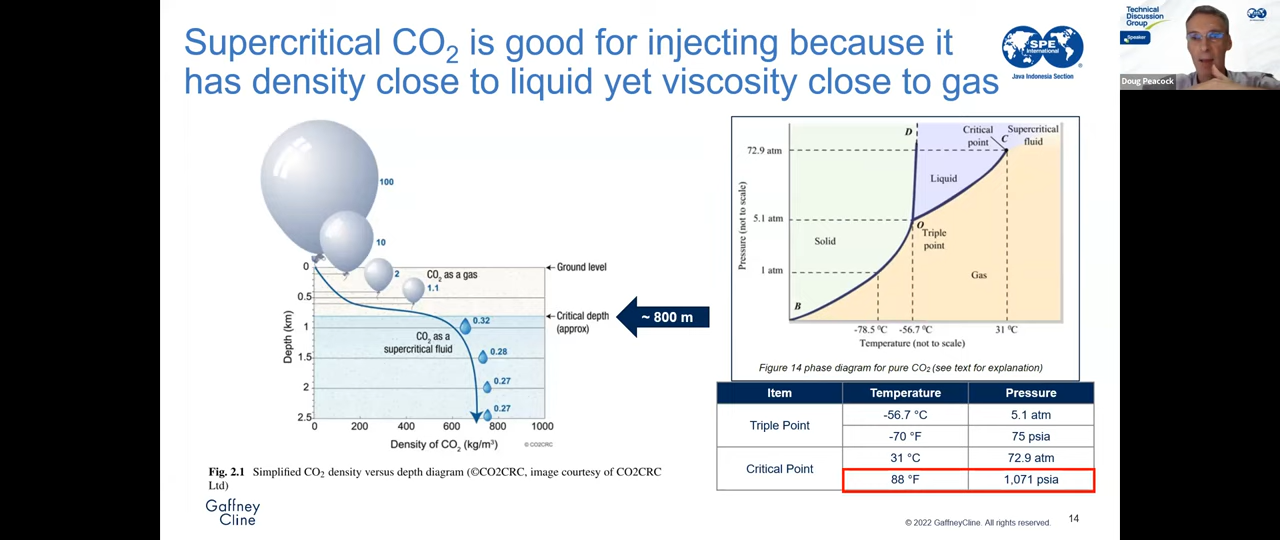 Supercritical CO2 is good for injecting because it
has density close to liquid yet viscosity close to gas
SPE
International
Java Indonesia Section
Technical
Discussion
Group
Speaker
Doug Peacock
100
10
2
1.1
CO2 as a gas
Ground level
Critical depth
(approx)
~ 800 m
0.32
CO2 as a
supercritical fluid
0.28
0.27
0.27
Depth (km)
0
0.5
1
1.5
2
2.5
0 200 400 600 800 1000
Density of CO2 (kg/m3)
© CO2CRC
Fig. 2.1 Simplified CO2 density versus depth diagram (©CO2CRC, image courtesy of CO2CRC
Ltd)
Pressure (not to scale)
72.9 atm
5.1 atm
1 atm
D
Critical
point
C
Supercritical
fluid
Liquid
O
Triple
point
Solid
Gas
B
-78.5 °C -56.7 °C 31 °C
Temperature (not to scale)
Figure 14 phase diagram for pure CO2 (see text for explanation)
Item Temperature Pressure
Triple Point -56.7 °C 5.1 atm
-70 °F 75 psia
Critical Point 31 °C 72.9 atm
88 °F 1,071 psia
Gaffney
Cline
© 2022 GaffneyCline. All rights reserved. 14